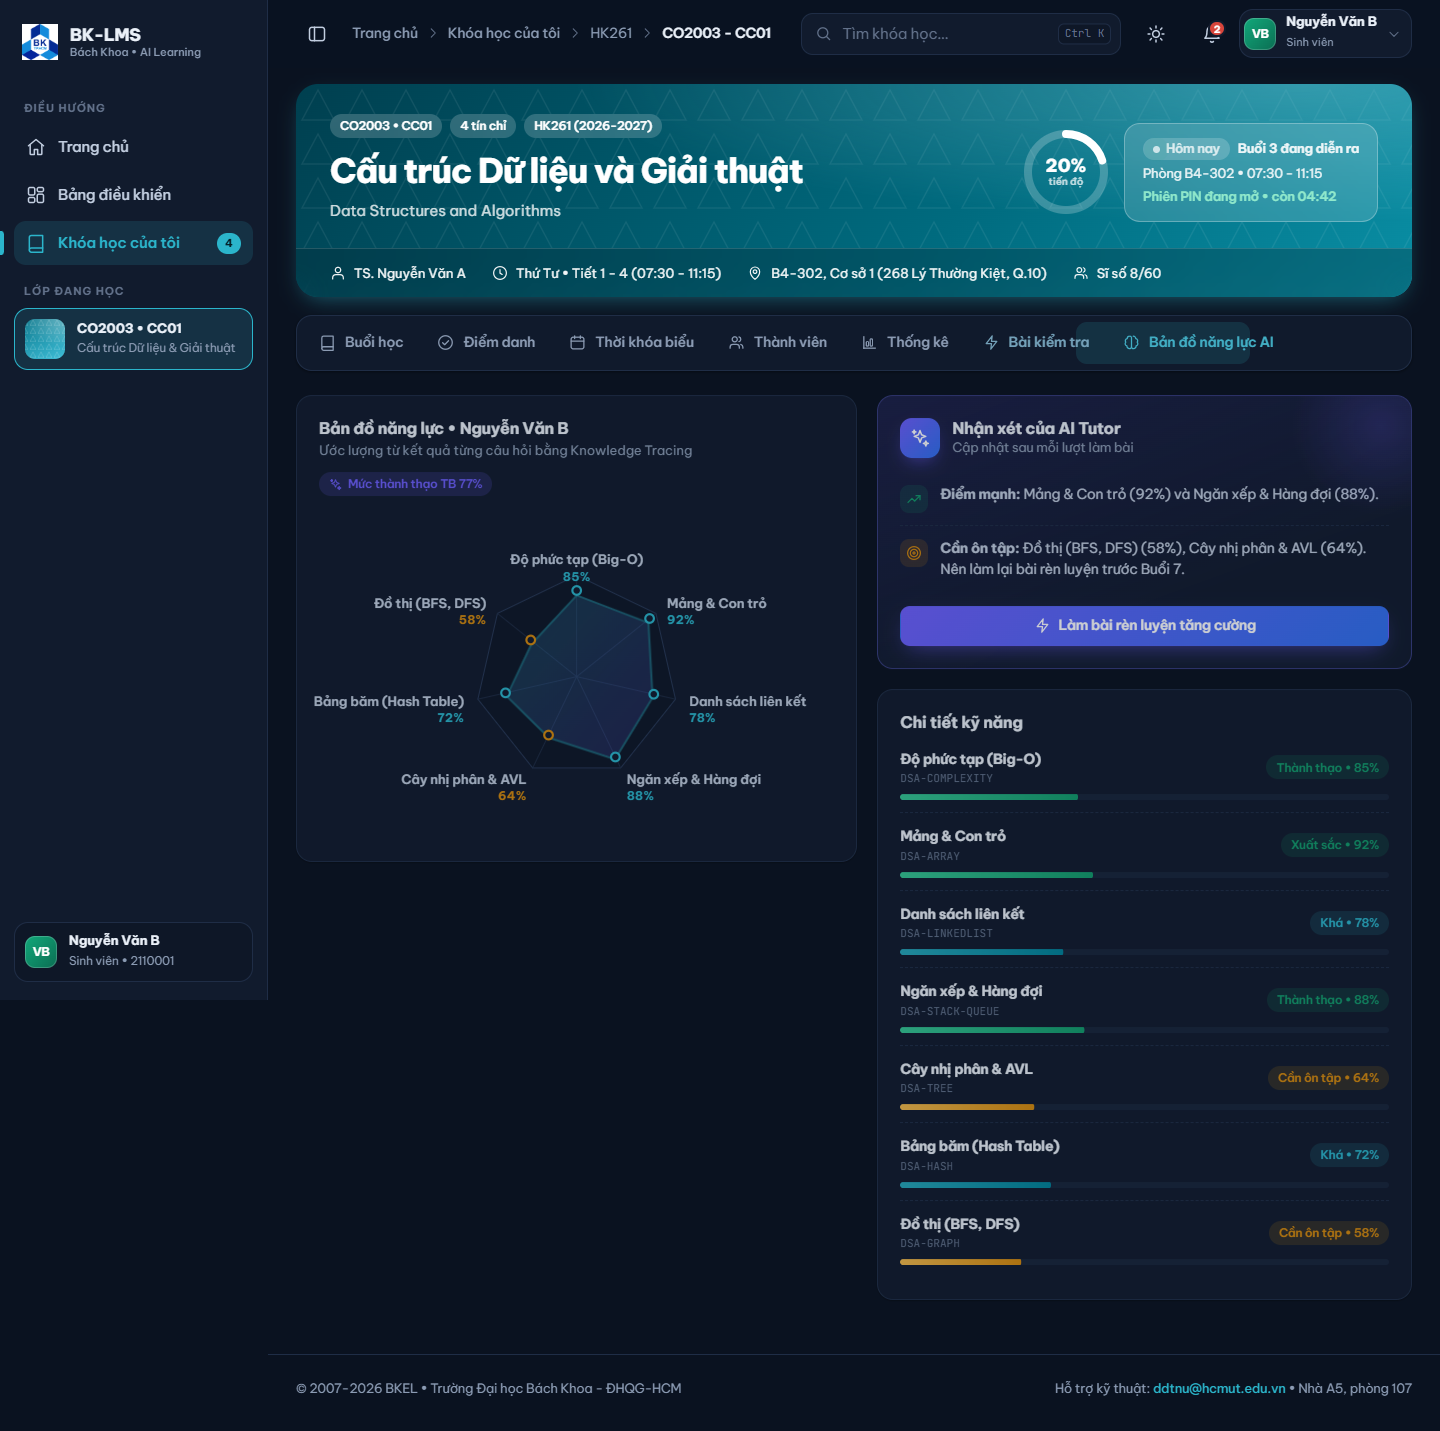 BK-LMS
Bách Khoa • AI Learning
ĐIỀU HƯỚNG
Trang chủ
Bảng điều khiển
Khóa học của tôi
4
LỚP ĐANG HỌC
CO2003 • CC01
Cấu trúc Dữ liệu & Giải thuật
VB
Nguyễn Văn B
Sinh viên • 2110001
Trang chủ
Khóa học của tôi
HK261
CO2003 - CC01
Tìm khóa học...
Ctrl K
2
VB
Nguyễn Văn B
Sinh viên
CO2003 • CC01
4 tín chỉ
HK261 (2026-2027)
Cấu trúc Dữ liệu và Giải thuật
Data Structures and Algorithms
20%
tiến độ
Hôm nay
Buổi 3 đang diễn ra
Phòng B4-302 • 07:30 - 11:15
Phiên PIN đang mở • còn 04:42
TS. Nguyễn Văn A
Thứ Tư • Tiết 1 - 4 (07:30 - 11:15)
B4-302, Cơ sở 1 (268 Lý Thường Kiệt, Q.10)
Sĩ số 8/60
Buổi học
Điểm danh
Thời khóa biểu
Thành viên
Thống kê
Bài kiểm tra
Bản đồ năng lực AI
Bản đồ năng lực • Nguyễn Văn B
Ước lượng từ kết quả từng câu hỏi bằng Knowledge Tracing
Mức thành thạo TB 77%
Độ phức tạp (Big-O)
85%
Mảng & Con trỏ
92%
Danh sách liên kết
78%
Ngăn xếp & Hàng đợi
88%
Cây nhị phân & AVL
64%
Bảng băm (Hash Table)
72%
Đồ thị (BFS, DFS)
58%
Nhận xét của AI Tutor
Cập nhật sau mỗi lượt làm bài
Điểm mạnh: Mảng & Con trỏ (92%) và Ngăn xếp & Hàng đợi (88%).
Cần ôn tập: Đồ thị (BFS, DFS) (58%), Cây nhị phân & AVL (64%).
Nên làm lại bài rèn luyện trước Buổi 7.
Làm bài rèn luyện tăng cường
Chi tiết kỹ năng
Độ phức tạp (Big-O)
DSA-COMPLEXITY
Thành thạo • 85%
Mảng & Con trỏ
DSA-ARRAY
Xuất sắc • 92%
Danh sách liên kết
DSA-LINKEDLIST
Khá • 78%
Ngăn xếp & Hàng đợi
DSA-STACK-QUEUE
Thành thạo • 88%
Cây nhị phân & AVL
DSA-TREE
Cần ôn tập • 64%
Bảng băm (Hash Table)
DSA-HASH
Khá • 72%
Đồ thị (BFS, DFS)
DSA-GRAPH
Cần ôn tập • 58%
© 2007-2026 BKEL • Trường Đại học Bách Khoa - ĐHQG-HCM
Hỗ trợ kỹ thuật: ddtnu@hcmut.edu.vn • Nhà A5, phòng 107